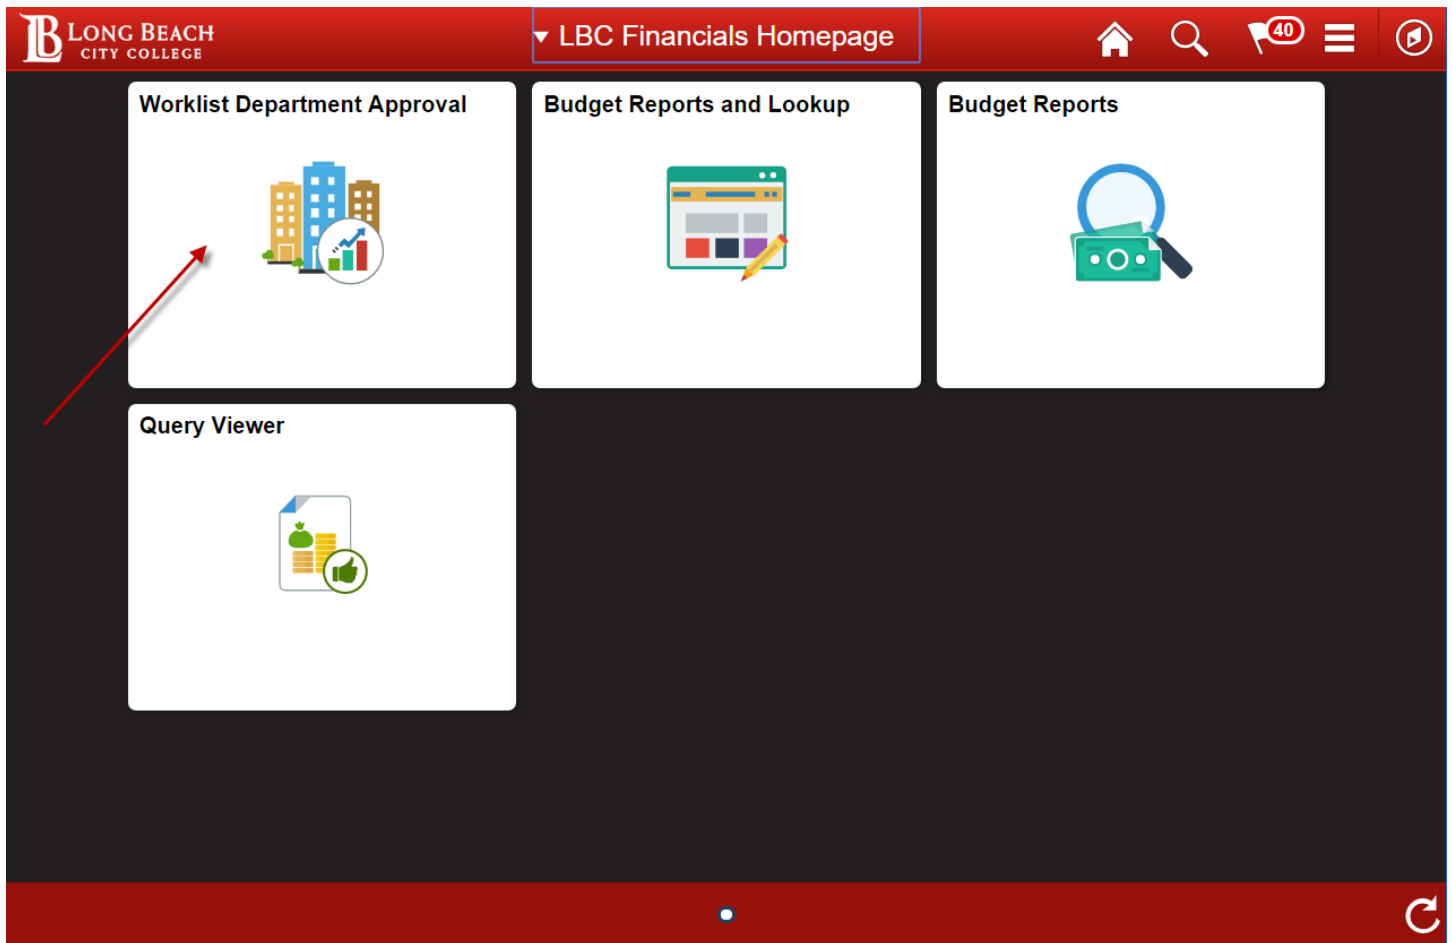 LONG BEACH
CITY COLLEGE
LBC Financials Homepage
40
Worklist Department Approval
Budget Reports and Lookup
Budget Reports
Query Viewer